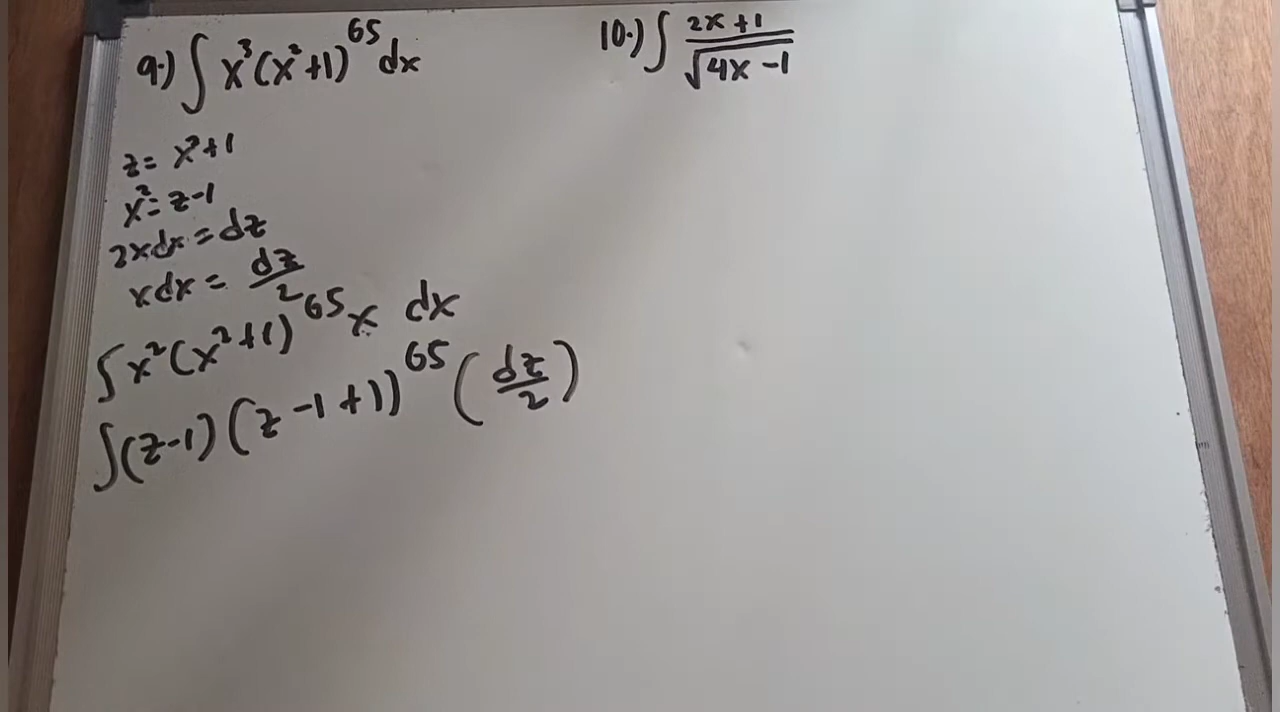 9.) ∫ x³(x²+1)⁶⁵ dx
z = x²+1
x² = z-1
2xdx = dz
xdx = dz/2
∫ x²(x²+1)⁶⁵ x dx
∫(z-1)(z-1+1))⁶⁵ (dz/2)
10.) ∫ 2x+1/√4x-1